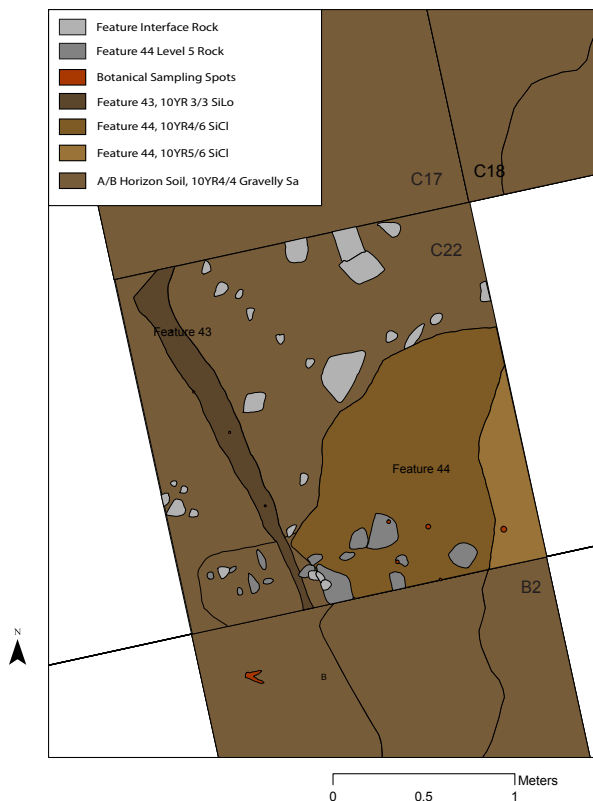 Feature Interface Rock
Feature 44 Level 5 Rock
Botanical Sampling Spots
Feature 43, 10YR 3/3 SiLo
Feature 44, 10YR4/6 SiCl
Feature 44, 10YR5/6 SiCl
A/B Horizon Soil, 10YR4/4 Gravelly Sa
C17
C18
C22
Feature 43
Feature 44
B2
N
B
Meters
0 0.5 1